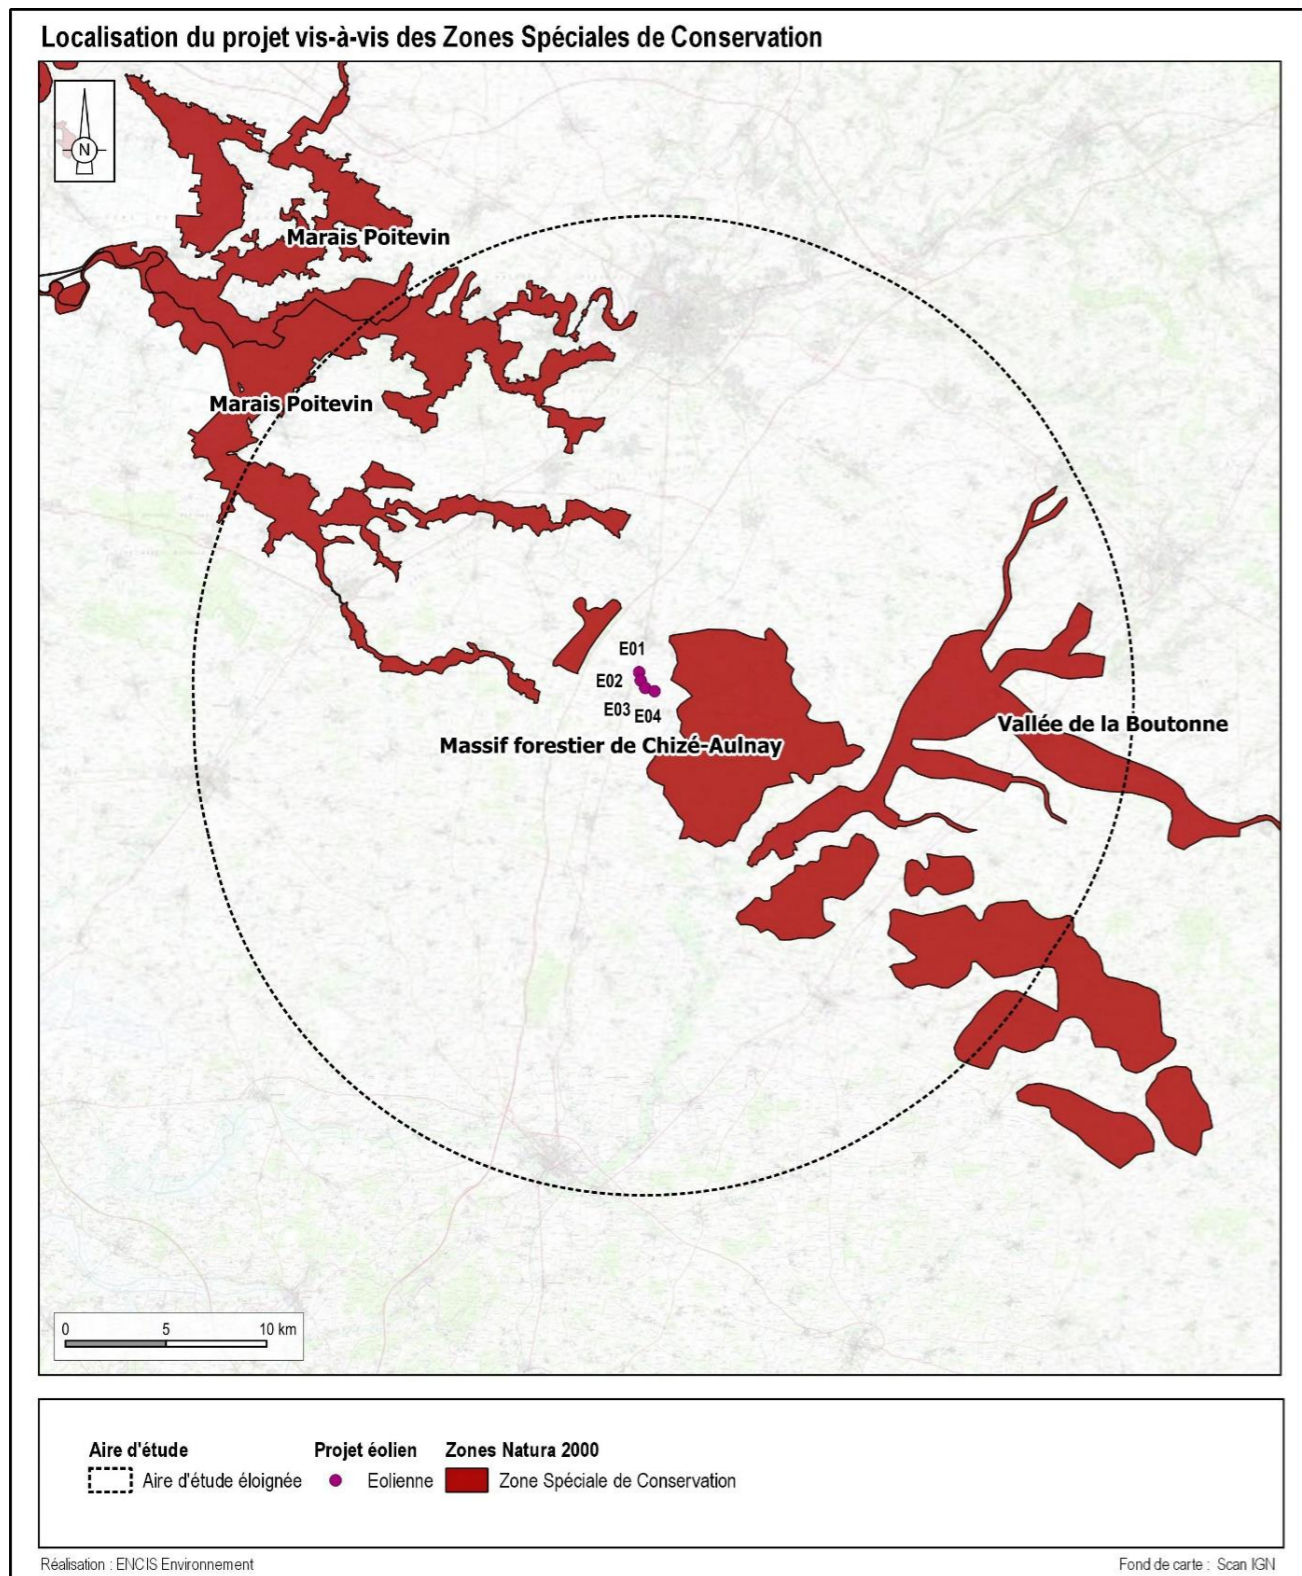 Localisation du projet vis-à-vis des Zones Spéciales de Conservation
N
Marais Poitevin
Marais Poitevin
E01
E02
E03 E04
Massif forestier de Chizé-Aulnay
Vallée de la Boutonne
0 5 10 km
Aire d'étude Projet éolien Zones Natura 2000
Aire d'étude éloignée Eolienne Zone Spéciale de Conservation
Réalisation : ENCIS Environnement Fond de carte : Scan IGN